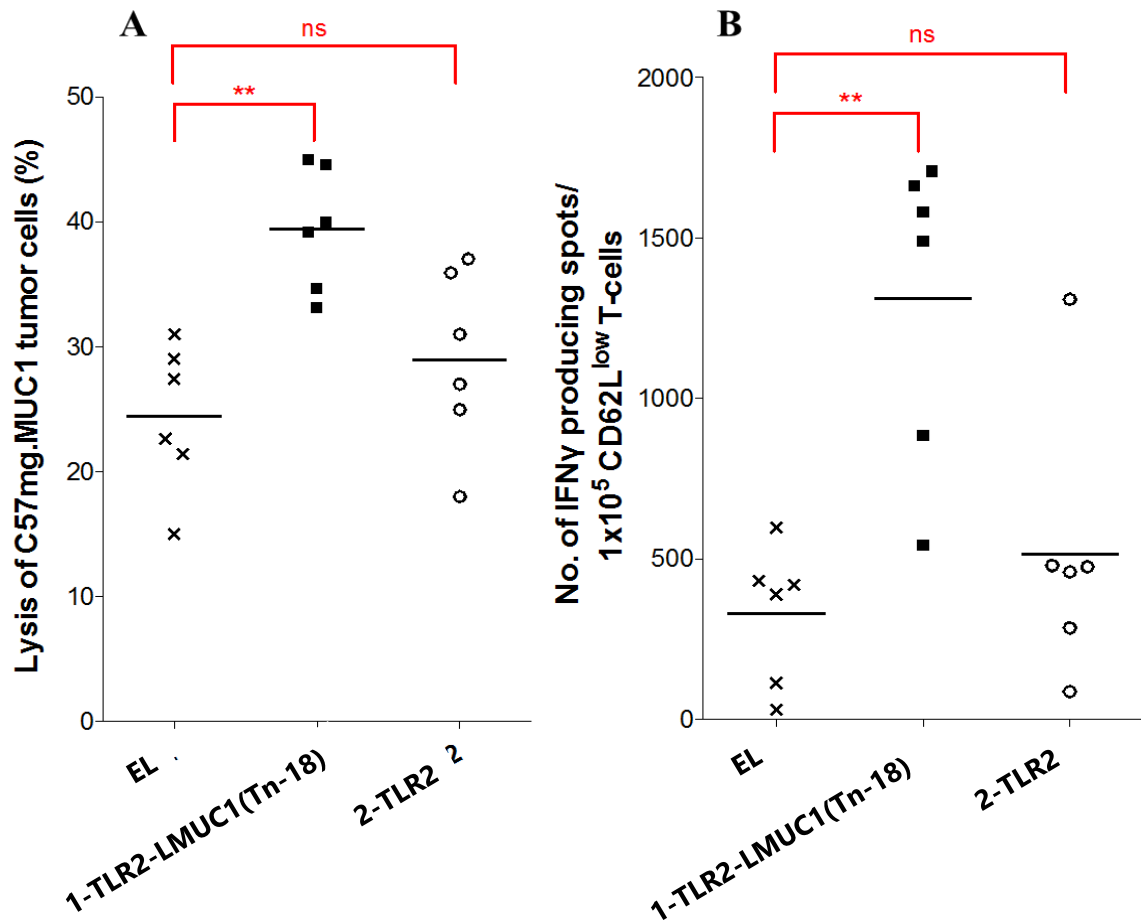 A
ns
**
Lysis of C57mg.MUC1 tumor cells (%)
50
40
30
20
10
0
EL .
1-TLR2-LMUC1(Tn-18)
2-TLR2 2
B
ns
**
No. of IFNγ producing spots/
1x10⁵ CD62Lˡᵒʷ T-cells
2000
1500
1000
500
0
EL
1-TLR2-LMUC1(Tn-18)
2-TLR2